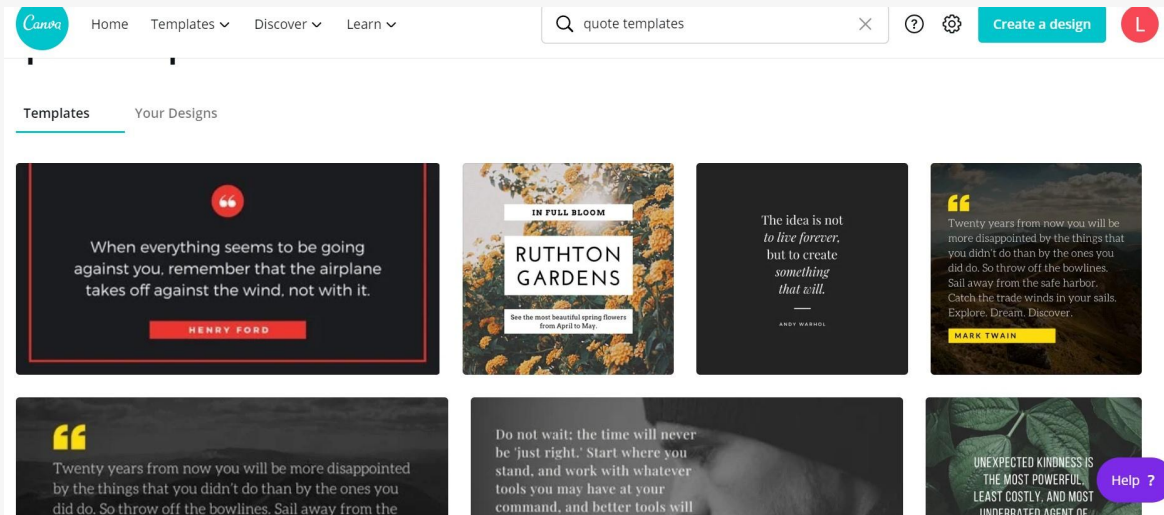 Canva
Home
Templates
Discover
Learn
quote templates
?
Create a design
L
Templates
Your Designs
When everything seems to be going
against you, remember that the airplane
takes off against the wind, not with it.
HENRY FORD
IN FULL BLOOM
RUTHTON
GARDENS
See the most beautiful spring flowers
from April to May.
The idea is not
to live forever,
but to create
something
that will.
ANDY WARHOL
Twenty years from now you will be
more disappointed by the things that
you didn't do than by the ones you
did do. So throw off the bowlines.
Sail away from the safe harbor.
Catch the trade winds in your sails.
Explore. Dream. Discover.
MARK TWAIN
Twenty years from now you will be more disappointed
by the things that you didn't do than by the ones you
did do. So throw off the bowlines. Sail away from the
Do not wait; the time will never
be 'just right.' Start where you
stand, and work with whatever
tools you may have at your
command, and better tools will
UNEXPECTED KINDNESS IS
THE MOST POWERFUL,
LEAST COSTLY, AND MOST
UNDERRATED AGENT OF
Help ?